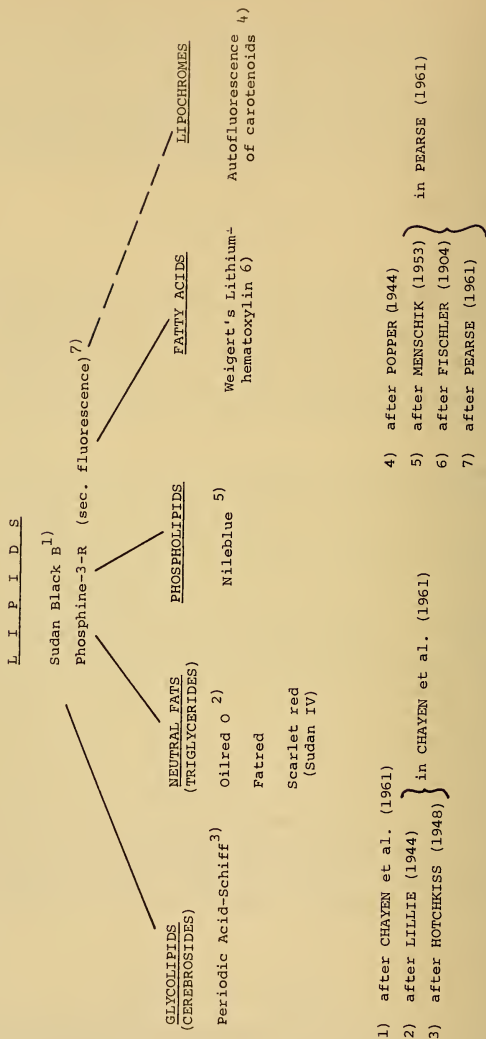 L I P I D S
Sudan Black B1)
Phosphine-3-R (sec. fluorescence)7)
GLYCOLIPIDS
(CEREBROSIDES)
Periodic Acid-Schiff3)
NEUTRAL FATS
(TRIGLYCERIDES)
Oilred O 2)
Fatred
Scarlet red
(Sudan IV)
PHOSPHOLIPIDS
Nileblue 5)
FATTY ACIDS
Weigert's Lithium-
hematoxylin 6)
LIPOCHROMES
Autofluorescence 4)
of carotenoids
1) after CHAYEN et al. (1961)
2) after LILLIE (1944)
3) after HOTCHKISS (1948)
in CHAYEN et al. (1961)
4) after POPPER (1944)
5) after MENSCHIK (1953)
6) after FISCHLER (1904)
7) after PEARSE (1961)
in PEARSE (1961)